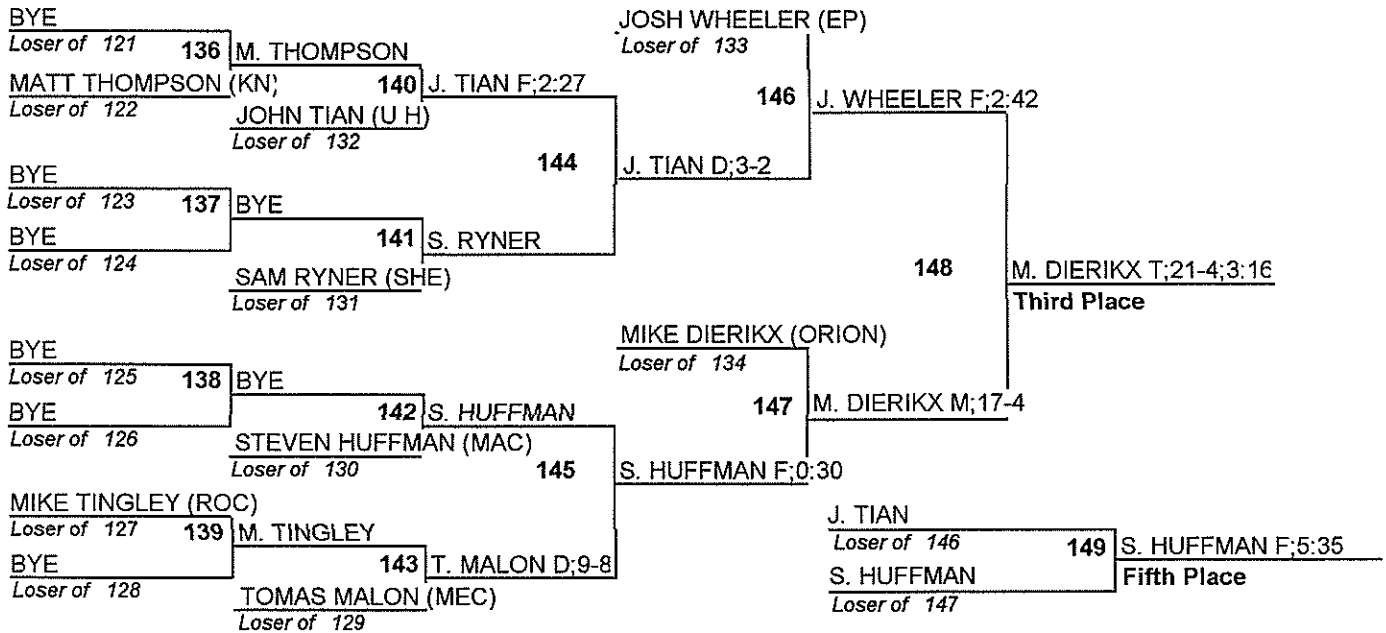 BYE
Loser of 121
136 M. THOMPSON
MATT THOMPSON (KN)
Loser of 122
140 J. TIAN F;2:27
JOHN TIAN (U H)
Loser of 132
BYE
Loser of 123
137 BYE
BYE
Loser of 124
141 S. RYNER
SAM RYNER (SHE)
Loser of 131
144 J. TIAN D;3-2
JOSH WHEELER (EP)
Loser of 133
146 J. WHEELER F;2:42
BYE
Loser of 125
138 BYE
BYE
Loser of 126
142 S. HUFFMAN
STEVEN HUFFMAN (MAC)
Loser of 130
MIKE TINGLEY (ROC)
Loser of 127
139 M. TINGLEY
BYE
Loser of 128
143 T. MALON D;9-8
TOMAS MALON (MEC)
Loser of 129
145 S. HUFFMAN F;0:30
MIKE DIERIKX (ORION)
Loser of 134
147 M. DIERIKX M;17-4
148 M. DIERIKX T;21-4;3:16
Third Place
J. TIAN
Loser of 146
149 S. HUFFMAN F;5:35
S. HUFFMAN
Fifth Place
Loser of 147